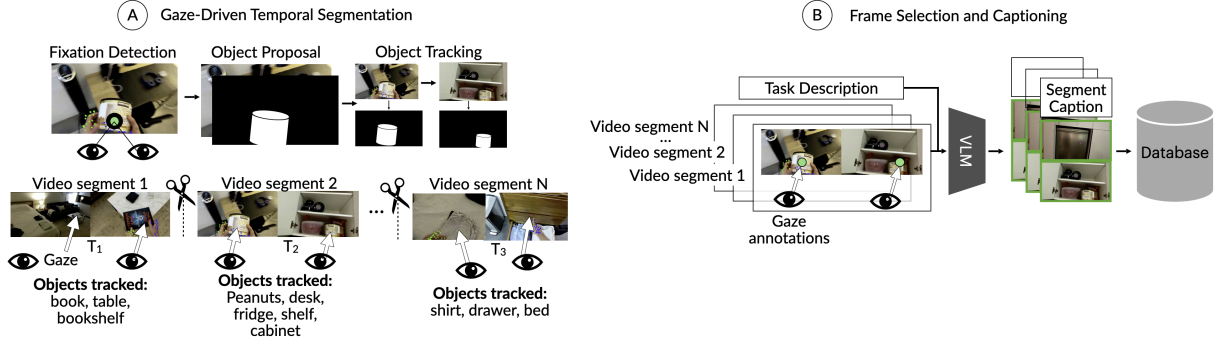 A
Gaze-Driven Temporal Segmentation
Fixation Detection
Object Proposal
Object Tracking
Video segment 1
Video segment 2
...
Video segment N
T1
T2
T3
Gaze
Objects tracked:
book, table,
bookshelf
Objects tracked:
Peanuts, desk,
fridge, shelf,
cabinet
Objects tracked:
shirt, drawer, bed
B
Frame Selection and Captioning
Task Description
Video segment N
...
Video segment 2
Video segment 1
Gaze
annotations
VLM
Segment
Caption
Database